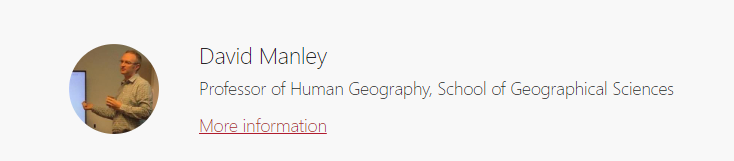 David Manley
Professor of Human Geography, School of Geographical Sciences
More information